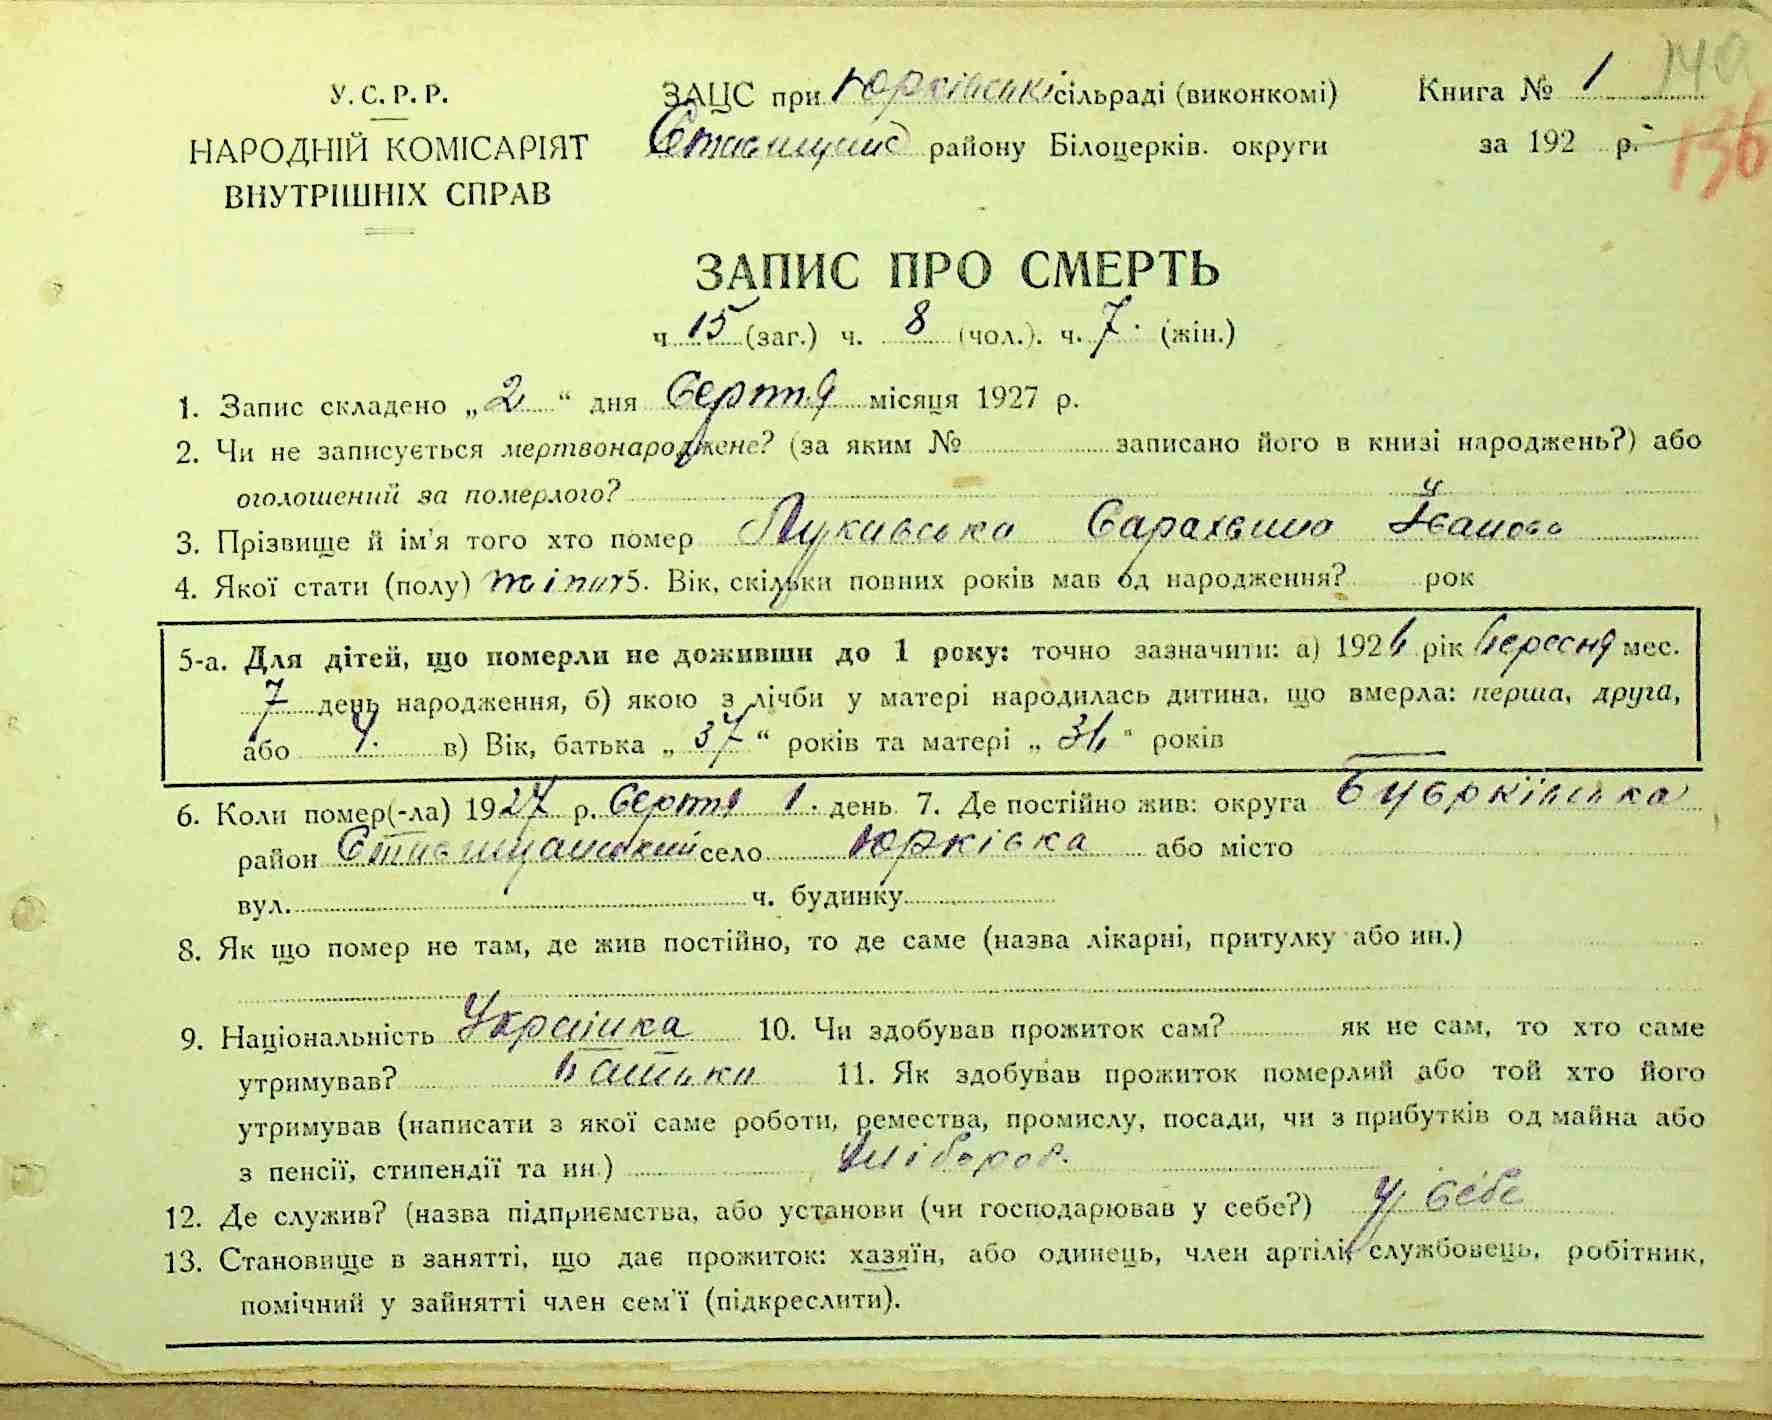 У. С. Р. Р.
НАРОДНІЙ КОМІСАРІЯТ
ВНУТРІШНІХ СПРАВ
ЗАЦС при Юрківські сільраді (виконкомі)
Ставищанс району Білоцерків. округи
Книга № 1 140
за 192 р. 136
ЗАПИС ПРО СМЕРТЬ
ч 15 (заг.) ч. 8 (чол.). ч. 7. (жін.)
1. Запис складено „2“ дня Серпня місяця 1927 р.
2. Чи не записується мертвонароджене? (за яким № записано його в книзі народжень?) або
оголошений за померлого?
3. Прізвище й ім'я того хто помер Лукавська Сарахвима Іванова
4. Якої стати (полу) жіноч 5. Вік, скільки повних років мав од народження? рок
5-а. Для дітей, що померли не доживши до 1 року: точно зазначити: а) 1926 рік Вересня мес.
7 день народження, б) якою з лічби у матері народилась дитина, що вмерла: перша, друга,
або 4. в) Вік, батька „37“ років та матері „36“ років
6. Коли помер(-ла) 1927 р. Серпня 1. день 7. Де постійно жив: округа Б Церківська
район Ставищанський село Юрківка або місто
вул. ч. будинку
8. Як що помер не там, де жив постійно, то де саме (назва лікарні, притулку або ин.)
9. Національність Українка 10. Чи здобував прожиток сам? як не сам, то хто саме
утримував? Батьки 11. Як здобував прожиток померлий або той хто його
утримував (написати з якої саме роботи, ремества, промислу, посади, чи з прибутків од майна або
з пенсії, стипендії та ин.) хлібороб.
12. Де служив? (назва підприємства, або установи (чи господарював у себе?) У себе
13. Становище в занятті, що дає прожиток: хазяїн, або одинець, член артілі, службовець, робітник,
помічний у зайнятті член сем'ї (підкреслити).